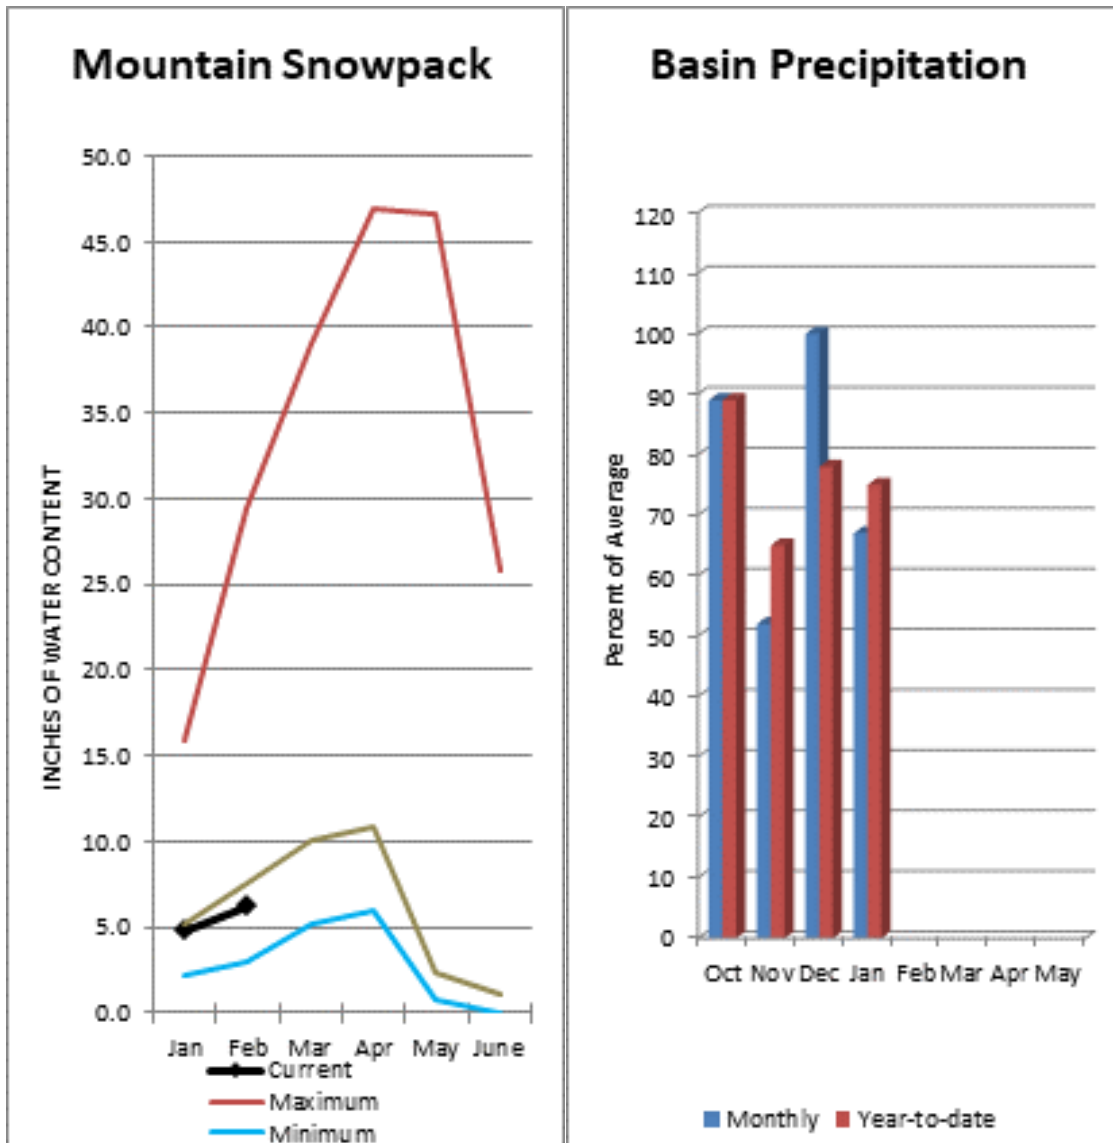 Mountain Snowpack
50.0
45.0
40.0
35.0
30.0
25.0
20.0
15.0
10.0
5.0
0.0
INCHES OF WATER CONTENT
Jan Feb Mar Apr May June
Current
Maximum
Minimum
Basin Precipitation
120
110
100
90
80
70
60
50
40
30
20
10
0
Percent of Average
Oct Nov Dec Jan Feb Mar Apr May
Monthly Year-to-date